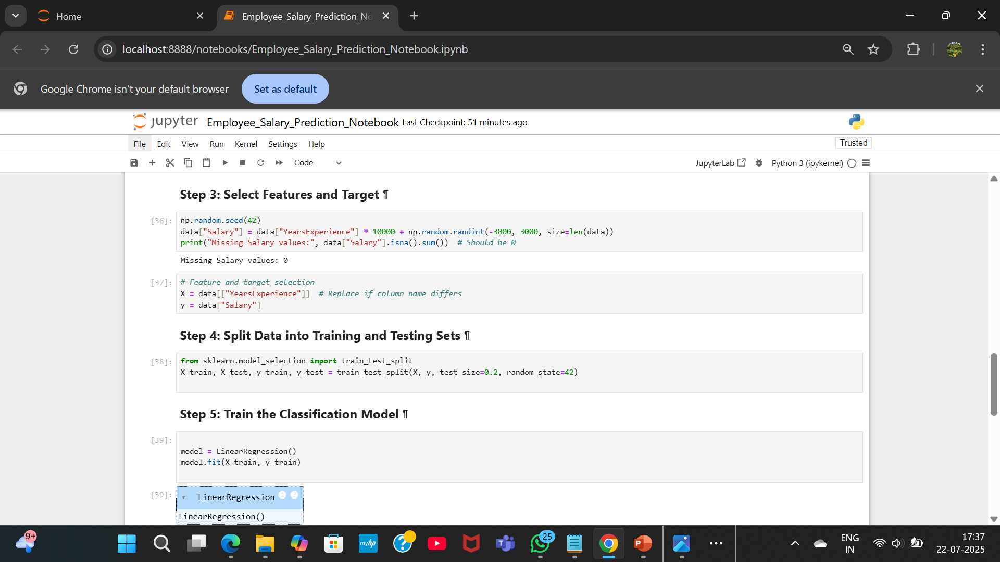 Home
Employee_Salary_Prediction_No
localhost:8888/notebooks/Employee_Salary_Prediction_Notebook.ipynb
Google Chrome isn't your default browser
Set as default
jupyter
Employee_Salary_Prediction_Notebook Last Checkpoint: 51 minutes ago
File Edit View Run Kernel Settings Help
Trusted
Code
JupyterLab
Python 3 (ipykernel)
Step 3: Select Features and Target ¶
[36]:
np.random.seed(42)
data["Salary"] = data["YearsExperience"] * 10000 + np.random.randint(-3000, 3000, size=len(data))
print("Missing Salary values:", data["Salary"].isna().sum())  # Should be 0
Missing Salary values: 0
[37]:
# Feature and target selection
X = data[["YearsExperience"]]  # Replace if column name differs
y = data["Salary"]
Step 4: Split Data into Training and Testing Sets ¶
[38]:
from sklearn.model_selection import train_test_split
X_train, X_test, y_train, y_test = train_test_split(X, y, test_size=0.2, random_state=42)
Step 5: Train the Classification Model ¶
[39]:
model = LinearRegression()
model.fit(X_train, y_train)
[39]:
LinearRegression i ?
LinearRegression()
9+
myhp
25
ENG
IN
17:37
22-07-2025